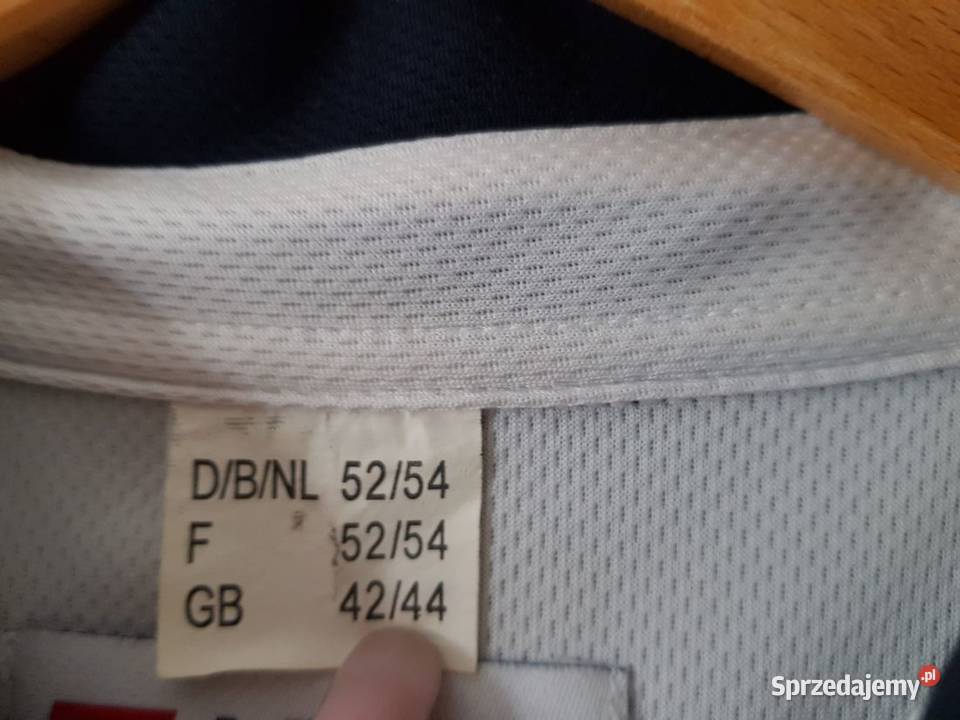 D/B/NL 52/54
F 52/54
GB 42/44
Sprzedajemy.pl